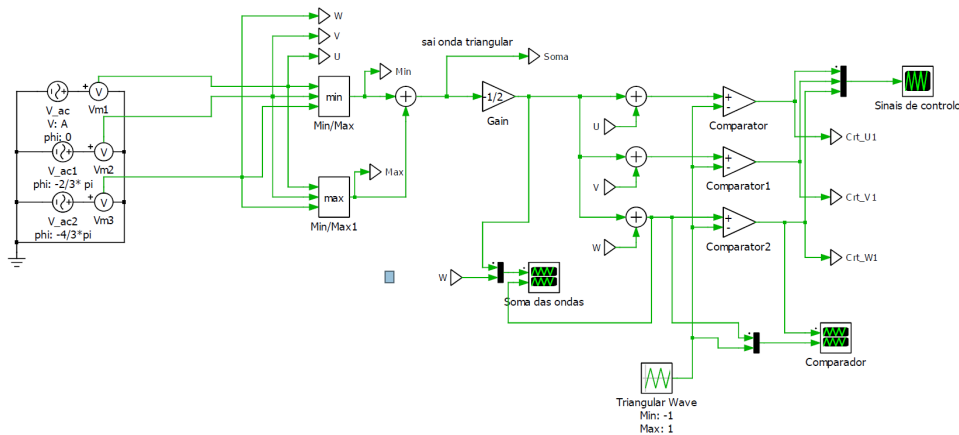 W
V
U
sai onda triangular
Soma
Min
+
V_ac
V: A
phi: 0
V
Vm1
min
Min/Max
+
-1/2
Gain
+
U
+
-
Comparator
Sinais de controlo
Crt_U1
+
V_ac1
phi: -2/3* pi
V
Vm2
+
V_ac2
phi: -4/3*pi
V
Vm3
Max
max
Min/Max1
+
V
+
-
Comparator1
Crt_V1
+
W
+
-
Comparator2
Crt_W1
W
Soma das ondas
Comparador
Triangular Wave
Min: -1
Max: 1